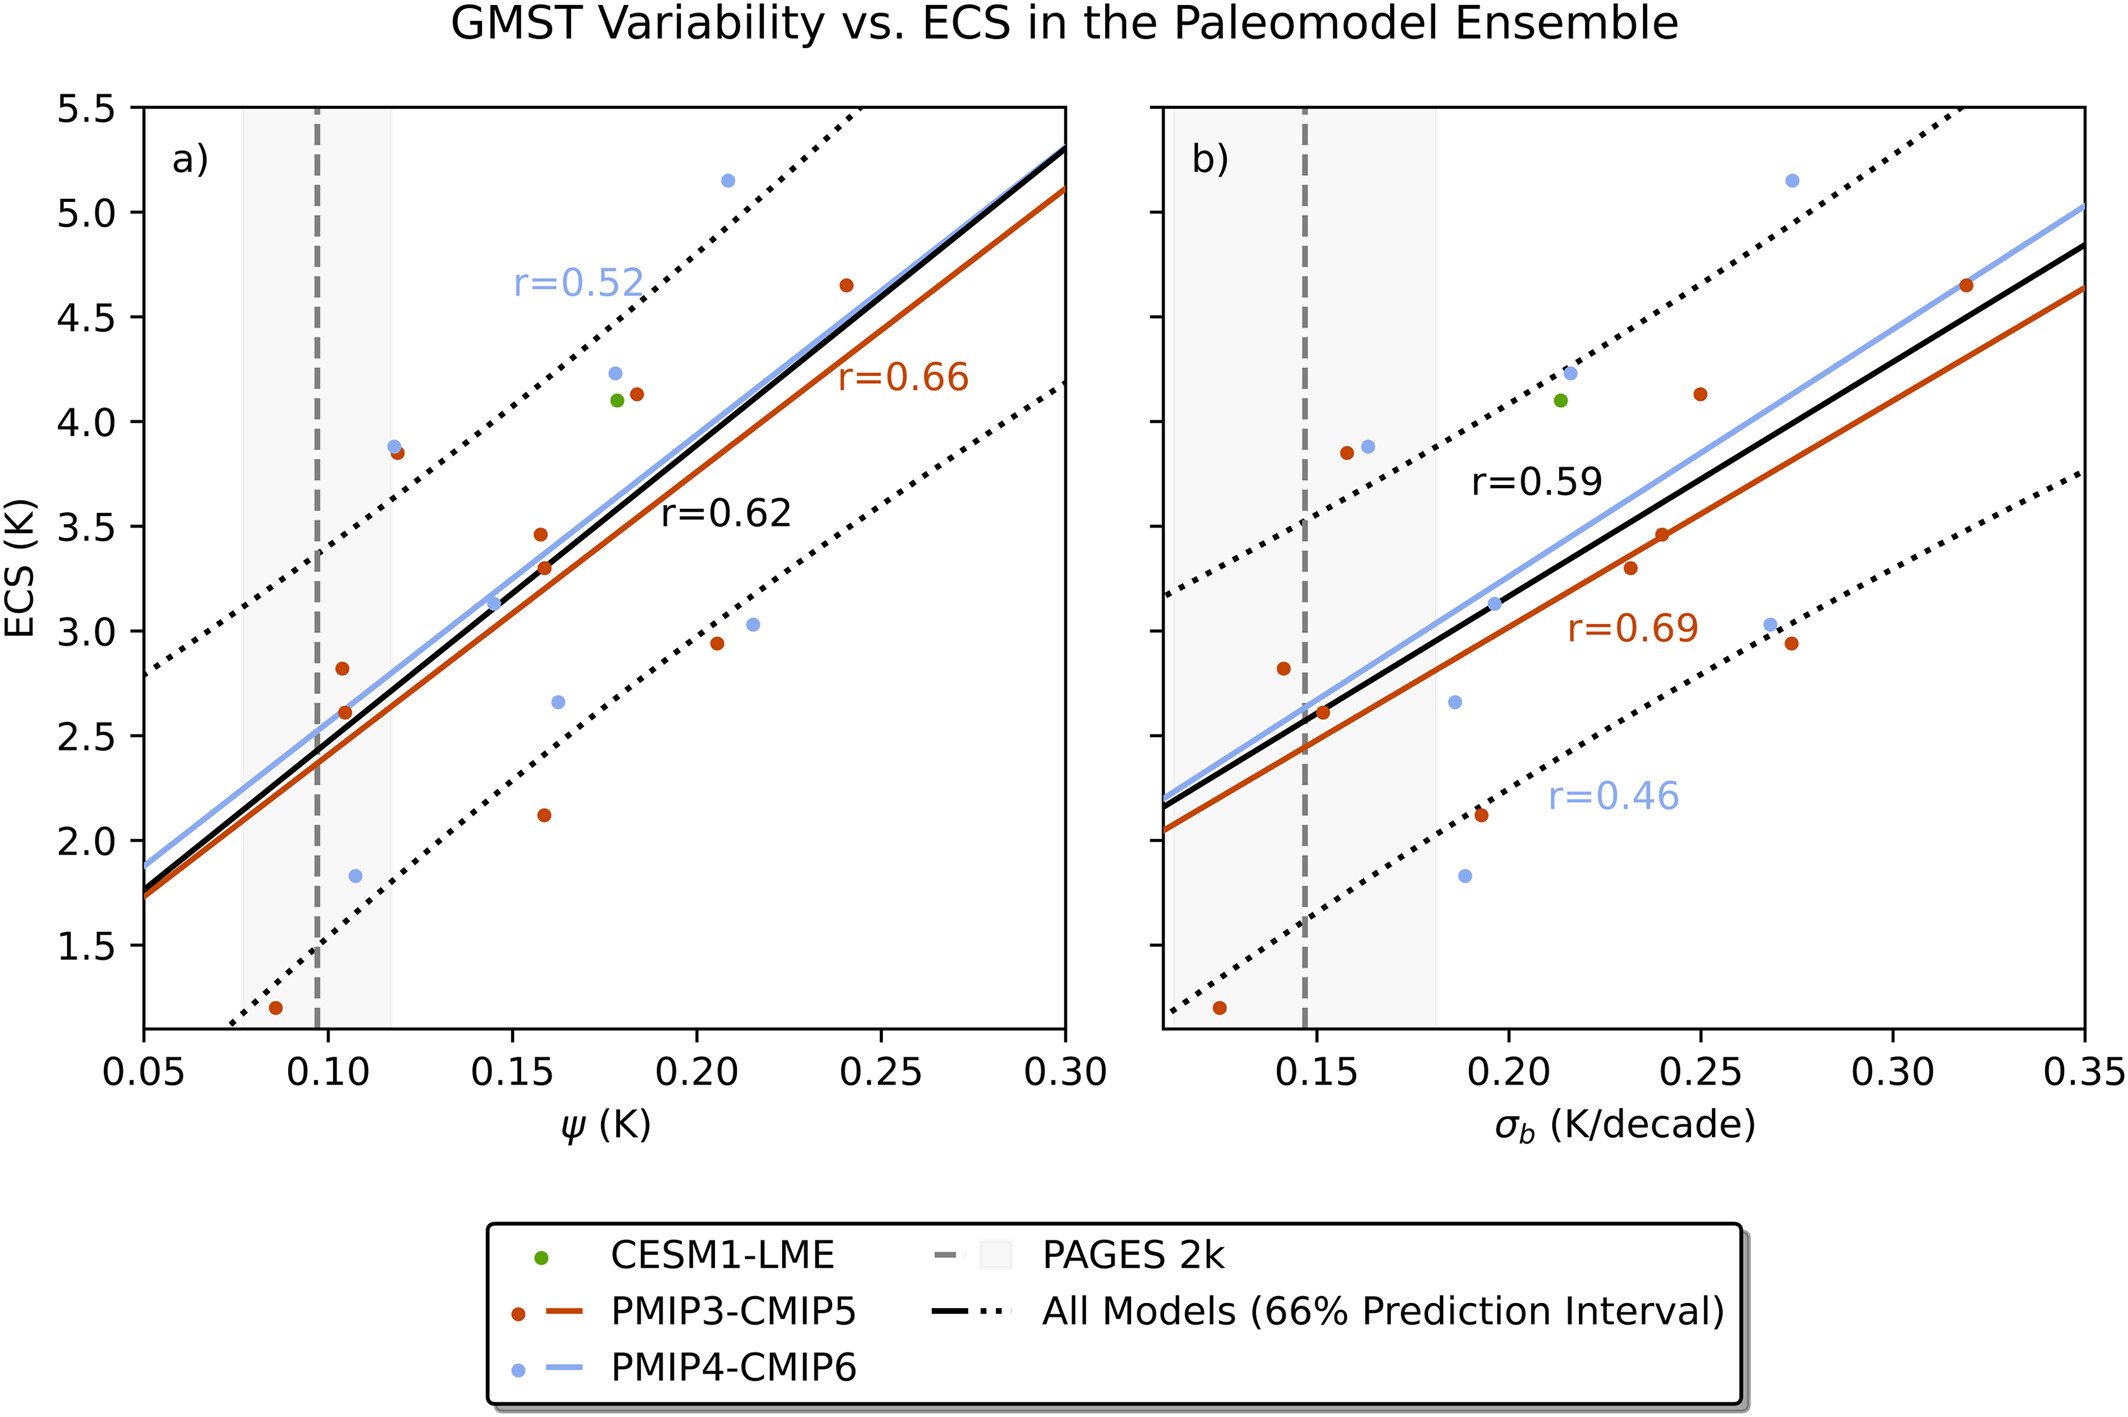 GMST Variability vs. ECS in the Paleomodel Ensemble
a)
b)
5.5
5.0
4.5
4.0
3.5
3.0
2.5
2.0
1.5
ECS (K)
r=0.52
r=0.66
r=0.62
r=0.59
r=0.69
r=0.46
0.05 0.10 0.15 0.20 0.25 0.30
0.15 0.20 0.25 0.30 0.35
ψ (K)
σb (K/decade)
CESM1-LME
PMIP3-CMIP5
PMIP4-CMIP6
PAGES 2k
All Models (66% Prediction Interval)